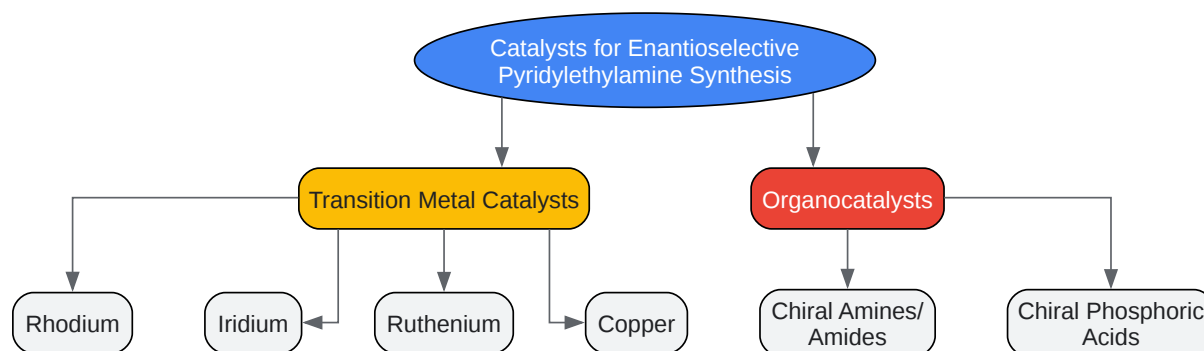 Catalysts for Enantioselective
Pyridylethylamine Synthesis
Transition Metal Catalysts
Organocatalysts
Rhodium
Iridium
Ruthenium
Copper
Chiral Amines/
Amides
Chiral Phosphoric
Acids